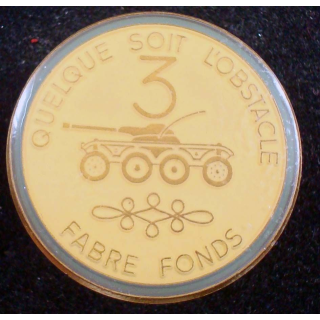 QUELQUE SOIT L'OBSTACLE
3
FABRE FONDS